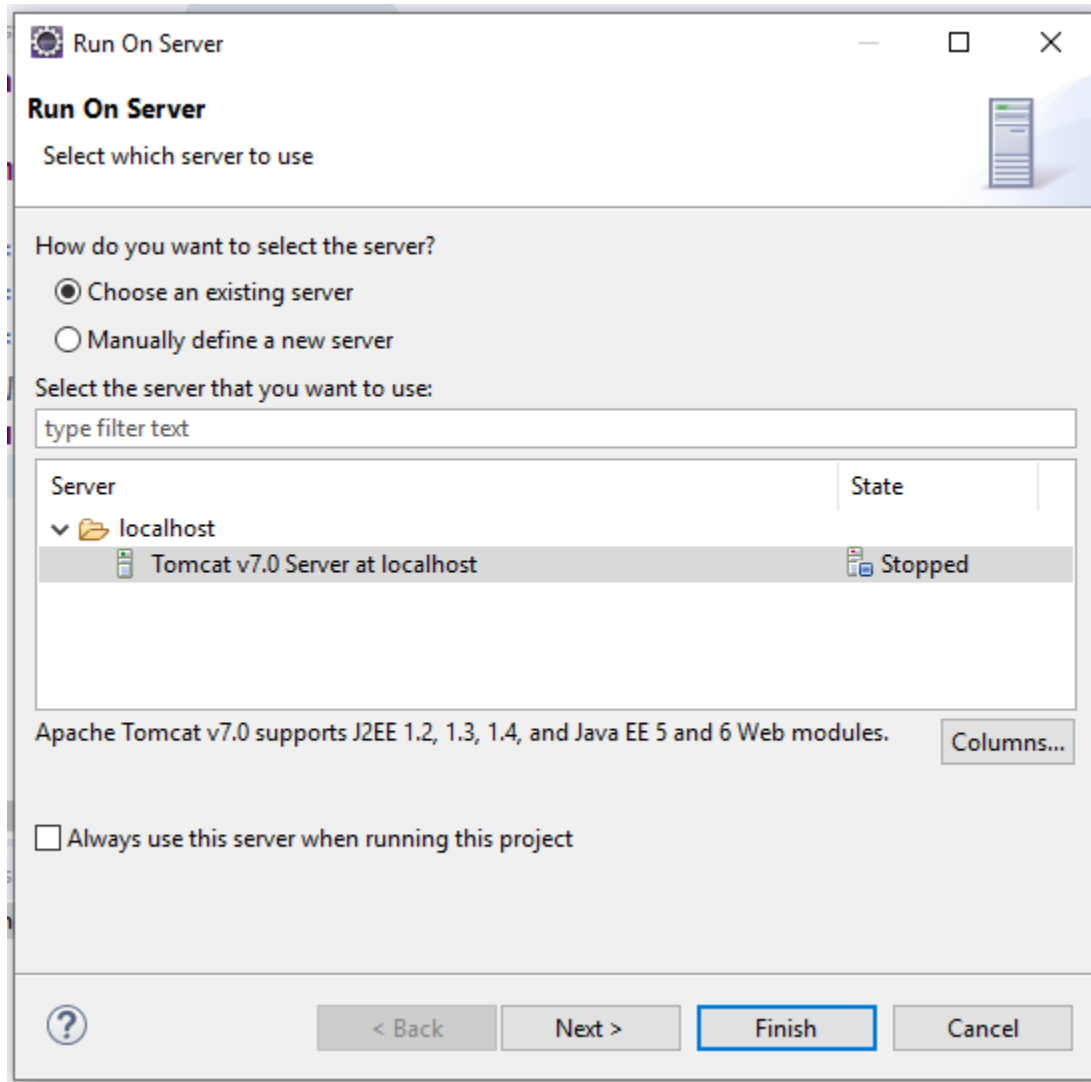 Run On Server
Run On Server
Select which server to use
How do you want to select the server?
Choose an existing server
Manually define a new server
Select the server that you want to use:
type filter text
Server State
localhost
Tomcat v7.0 Server at localhost Stopped
Apache Tomcat v7.0 supports J2EE 1.2, 1.3, 1.4, and Java EE 5 and 6 Web modules.
Columns...
Always use this server when running this project
? < Back Next > Finish Cancel